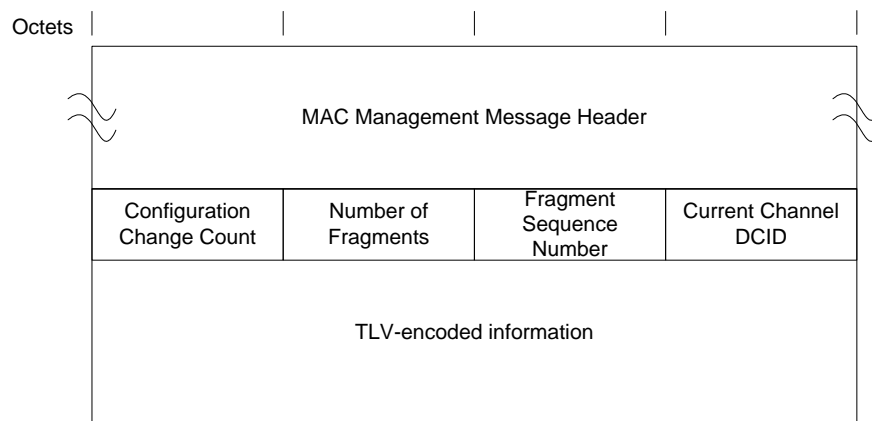 Octets
MAC Management Message Header
Configuration
Change Count
Number of
Fragments
Fragment
Sequence
Number
Current Channel
DCID
TLV-encoded information